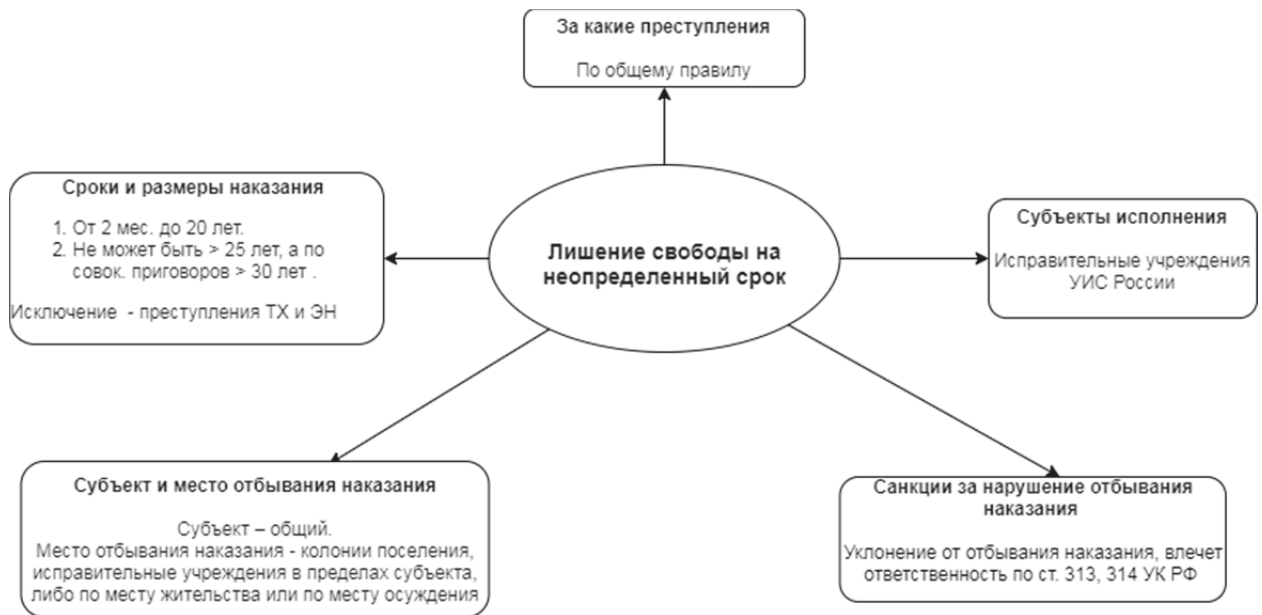 За какие преступления
По общему правилу
Сроки и размеры наказания
1. От 2 мес. до 20 лет.
2. Не может быть > 25 лет, а по
совок. приговоров > 30 лет .
Исключение - преступления ТХ и ЭН
Лишение свободы на
неопределенный срок
Субъекты исполнения
Исправительные учреждения
УИС России
Субъект и место отбывания наказания
Субъект – общий.
Место отбывания наказания - колонии поселения,
исправительные учреждения в пределах субъекта,
либо по месту жительства или по месту осуждения
Санкции за нарушение отбывания
наказания
Уклонение от отбывания наказания, влечет
ответственность по ст. 313, 314 УК РФ